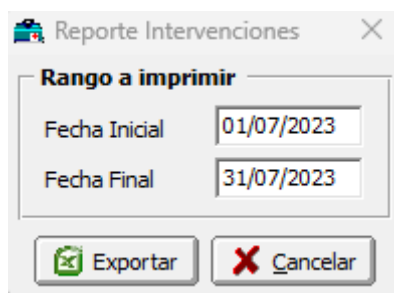 Reporte Intervenciones
Rango a imprimir
Fecha Inicial 01/07/2023
Fecha Final 31/07/2023
Exportar Cancelar